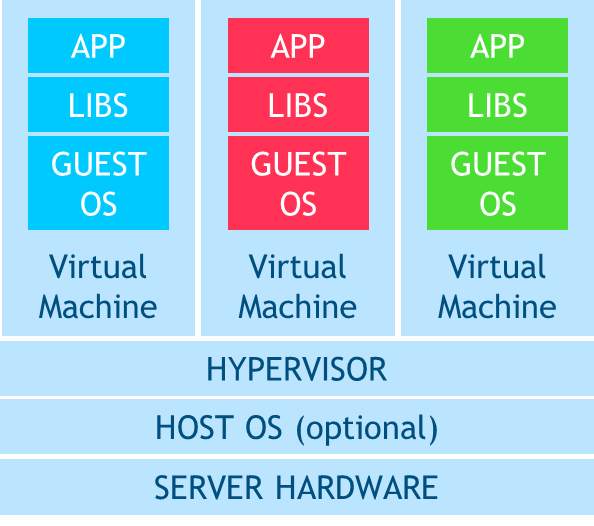 APP
LIBS
GUEST
OS
Virtual
Machine
APP
LIBS
GUEST
OS
Virtual
Machine
APP
LIBS
GUEST
OS
Virtual
Machine
HYPERVISOR
HOST OS (optional)
SERVER HARDWARE